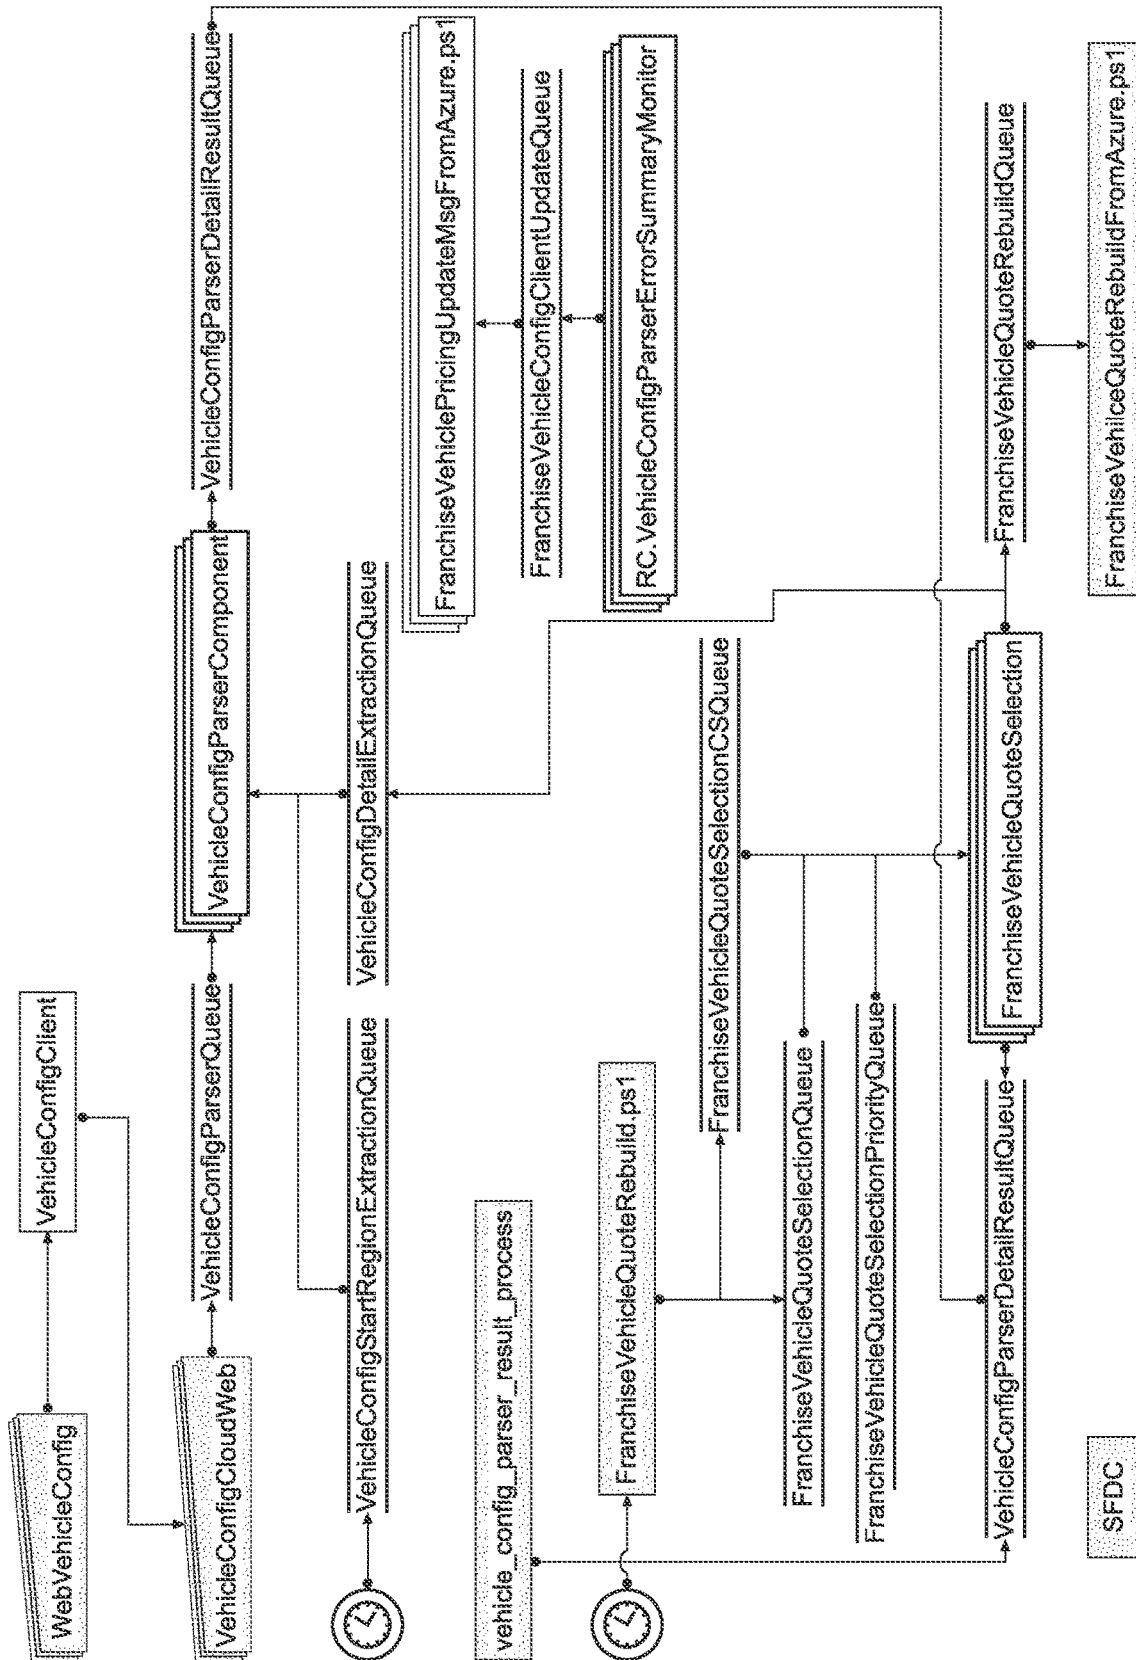 WebVehicleConfig
VehicleConfigClient
VehicleConfigCloudWeb
VehicleConfigParserQueue
VehicleConfigParserComponent
VehicleConfigParserDetailResultQueue
VehicleConfigStartRegionExtractionQueue
VehicleConfigDetailExtractionQueue
FranchiseVehiclePricingUpdateMsgFromAzure.ps1
vehicle_config_parser_result_process
FranchiseVehicleConfigClientUpdateQueue
FranchiseVehicleQuoteRebuild.ps1
RC.VehicleConfigParserErrorSummaryMonitor
FranchiseVehicleQuoteSelectionCSQueue
FranchiseVehicleQuoteSelectionQueue
FranchiseVehicleQuoteSelectionPriorityQueue
VehicleConfigParserDetailResultQueue
FranchiseVehicleQuoteSelection
FranchiseVehicleQuoteRebuildQueue
SFDC
FranchiseVehilceQuoteRebuildFromAzure.ps1